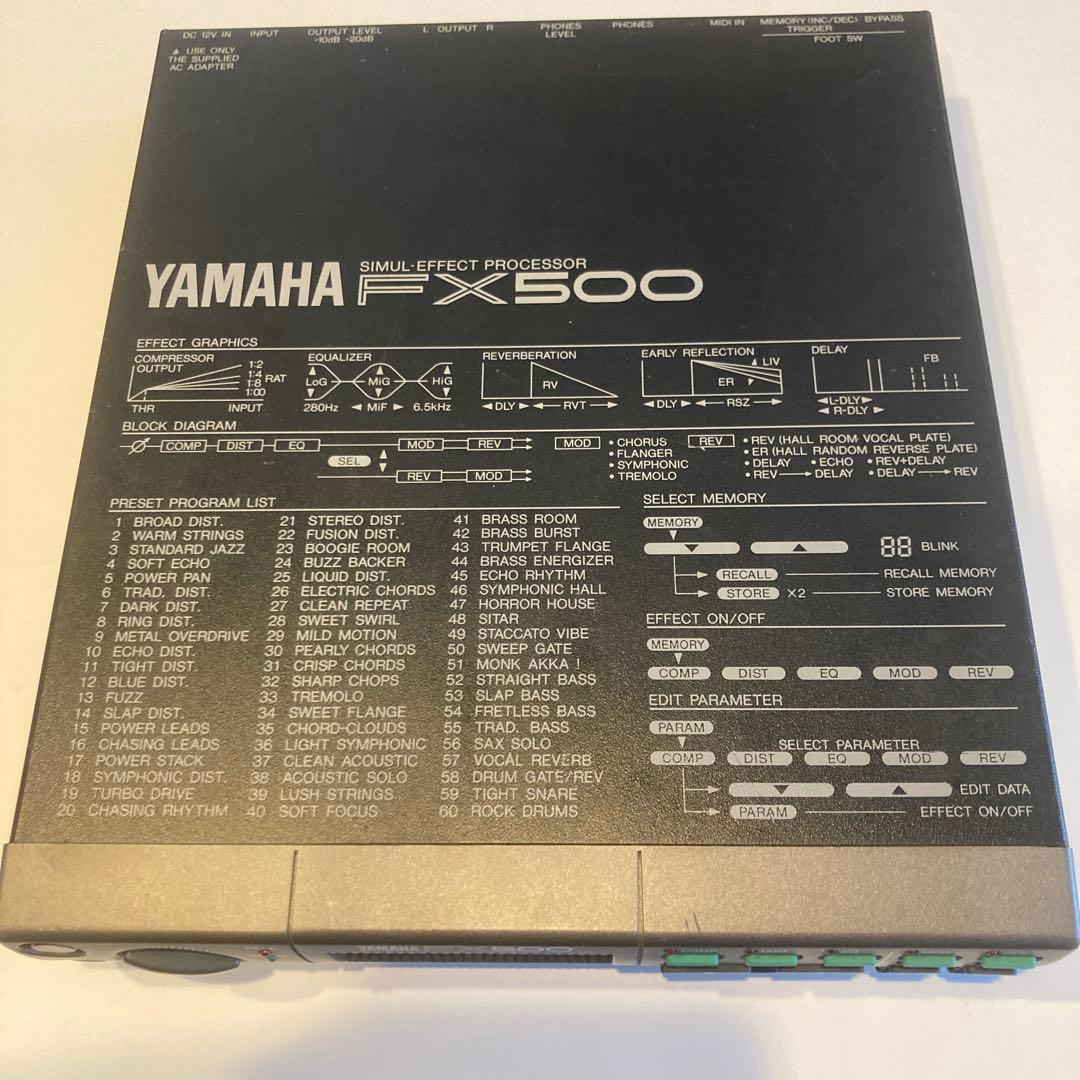 DC 12V IN INPUT OUTPUT LEVEL L OUTPUT R PHONES PHONES MIDI IN MEMORY (INC/DEC) BYPASS
-10dB -20dB LEVEL TRIGGER
▲ USE ONLY FOOT SW
THE SUPPLIED
AC ADAPTER
SIMUL-EFFECT PROCESSOR
YAMAHA FX500
EFFECT GRAPHICS
COMPRESSOR EQUALIZER REVERBERATION EARLY REFLECTION DELAY
OUTPUT 1:2 1:4 1:8 1:00 RAT LoG MiG HiG RV LIV ER FB
THR INPUT 280Hz ◄ MiF ► 6.5kHz ◄DLY► ◄ RVT ► ◄DLY► ◄ RSZ ► ◄L-DLY►
◄ R-DLY ►
BLOCK DIAGRAM
Ø COMP DIST EQ MOD REV
SEL
REV MOD
MOD • CHORUS
• FLANGER
• SYMPHONIC
• TREMOLO
REV • REV (HALL ROOM VOCAL PLATE)
• ER (HALL RANDOM REVERSE PLATE)
• DELAY • ECHO • REV+DELAY
• REV → DELAY • DELAY → REV
PRESET PROGRAM LIST
1 BROAD DIST.
2 WARM STRINGS
3 STANDARD JAZZ
4 SOFT ECHO
5 POWER PAN
6 TRAD. DIST.
7 DARK DIST.
8 RING DIST.
9 METAL OVERDRIVE
10 ECHO DIST.
11 TIGHT DIST.
12 BLUE DIST.
13 FUZZ
14 SLAP DIST.
15 POWER LEADS
16 CHASING LEADS
17 POWER STACK
18 SYMPHONIC DIST.
19 TURBO DRIVE
20 CHASING RHYTHM
21 STEREO DIST.
22 FUSION DIST.
23 BOOGIE ROOM
24 BUZZ BACKER
25 LIQUID DIST.
26 ELECTRIC CHORDS
27 CLEAN REPEAT
28 SWEET SWIRL
29 MILD MOTION
30 PEARLY CHORDS
31 CRISP CHORDS
32 SHARP CHOPS
33 TREMOLO
34 SWEET FLANGE
35 CHORD-CLOUDS
36 LIGHT SYMPHONIC
37 CLEAN ACOUSTIC
38 ACOUSTIC SOLO
39 LUSH STRINGS
40 SOFT FOCUS
41 BRASS ROOM
42 BRASS BURST
43 TRUMPET FLANGE
44 BRASS ENERGIZER
45 ECHO RHYTHM
46 SYMPHONIC HALL
47 HORROR HOUSE
48 SITAR
49 STACCATO VIBE
50 SWEEP GATE
51 MONK AKKA !
52 STRAIGHT BASS
53 SLAP BASS
54 FRETLESS BASS
55 TRAD. BASS
56 SAX SOLO
57 VOCAL REVERB
58 DRUM GATE/REV
59 TIGHT SNARE
60 ROCK DRUMS
SELECT MEMORY
MEMORY
▼ ▲ 88 BLINK
RECALL RECALL MEMORY
STORE ×2 STORE MEMORY
EFFECT ON/OFF
MEMORY
COMP DIST EQ MOD REV
EDIT PARAMETER
PARAM
SELECT PARAMETER
COMP DIST EQ MOD REV
▼ ▲ EDIT DATA
PARAM EFFECT ON/OFF
YAMAHA FX500